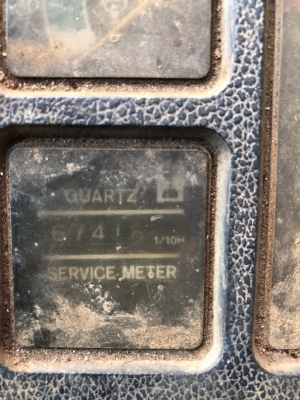 QUARTZ
1/10H
SERVICE METER